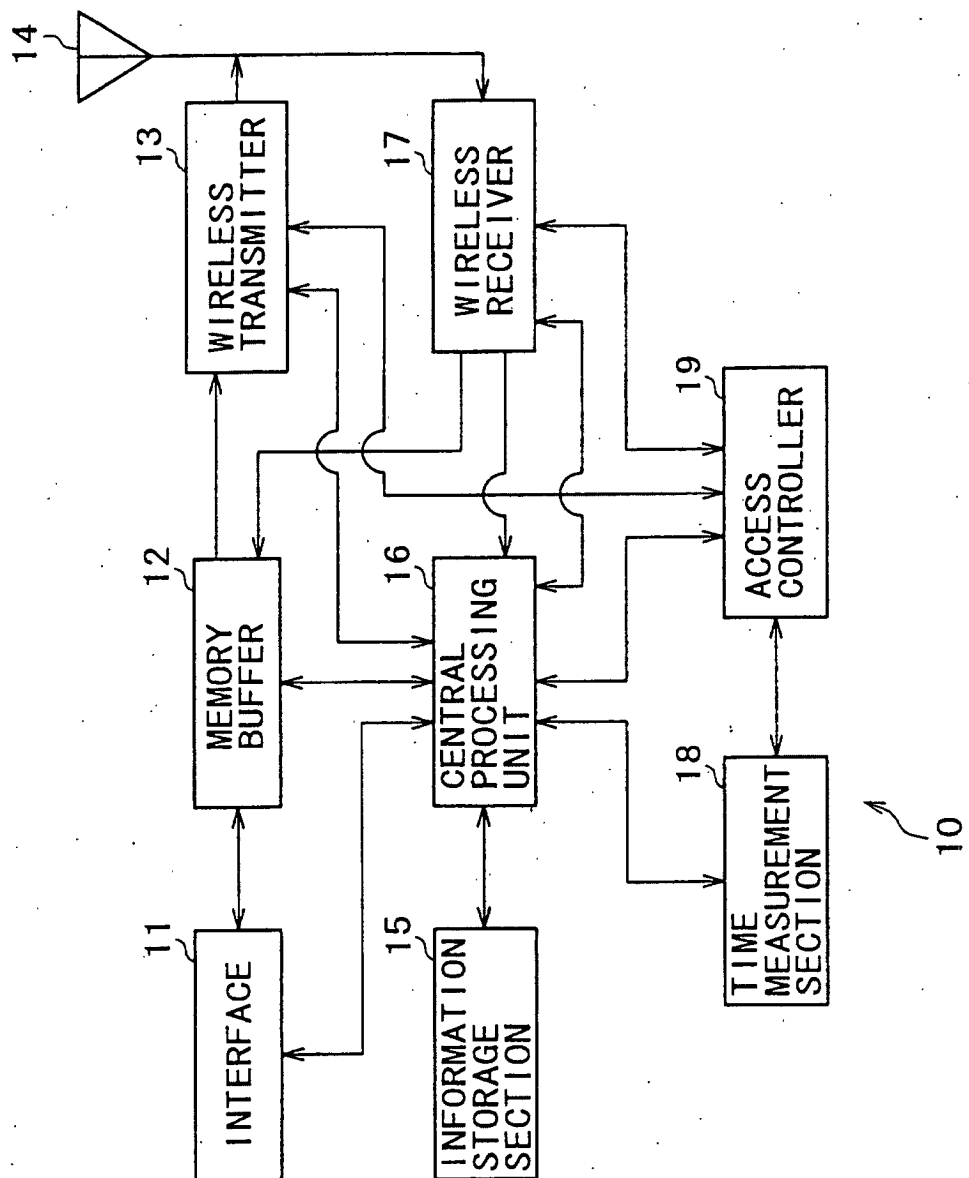 11
INTERFACE
12
MEMORY
BUFFER
13
WIRELESS
TRANSMITTER
14
15
INFORMATION
STORAGE
SECTION
16
CENTRAL
PROCESSING
UNIT
17
WIRELESS
RECEIVER
18
TIME
MEASUREMENT
SECTION
19
ACCESS
CONTROLLER
10